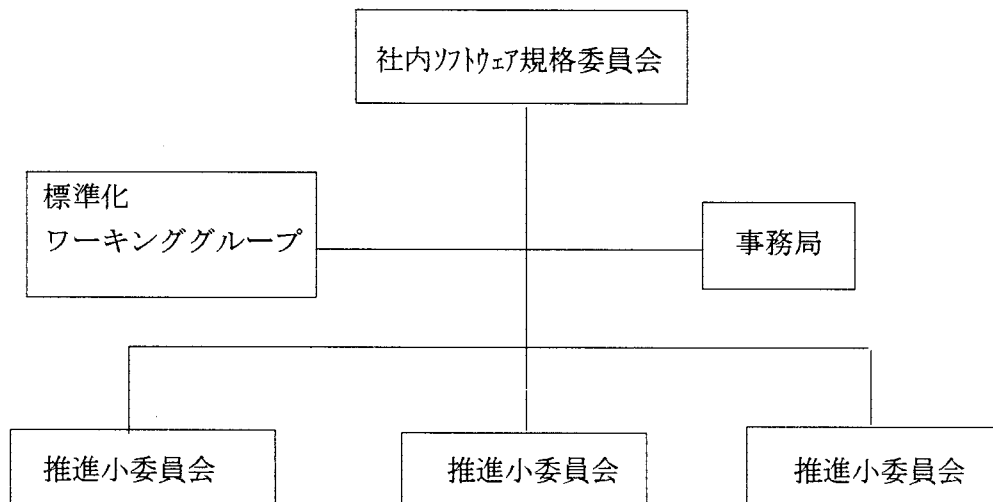 社内ｿﾌﾄｳｪｱ規格委員会
標準化
ワーキンググループ
事務局
推進小委員会
推進小委員会
推進小委員会